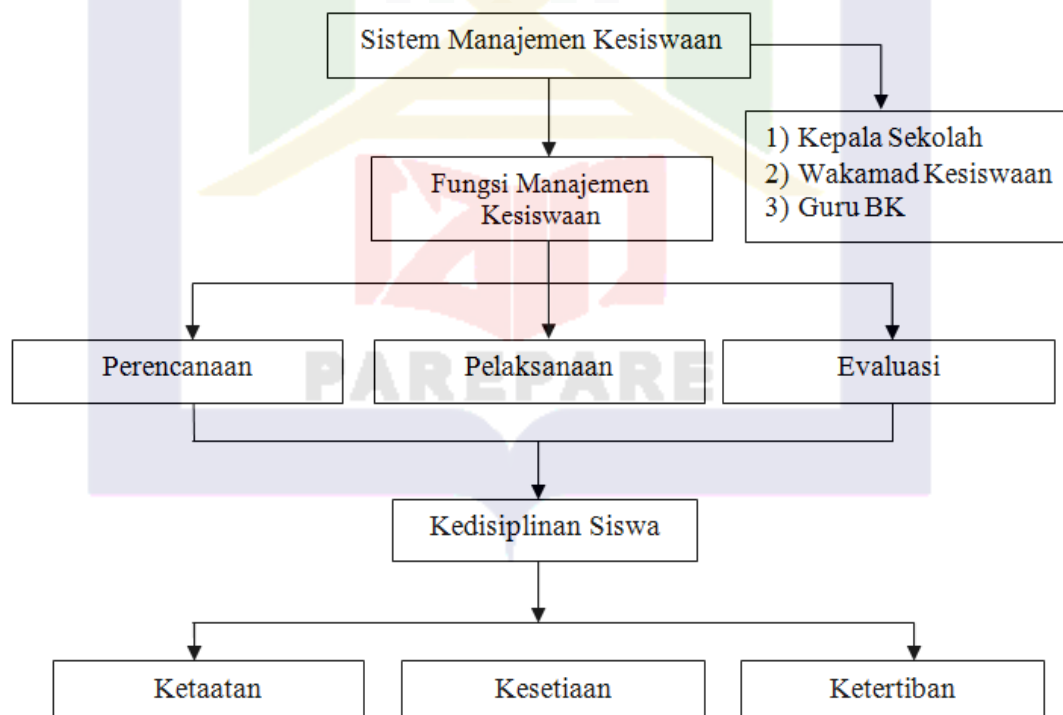 Sistem Manajemen Kesiswaan
1) Kepala Sekolah
2) Wakamad Kesiswaan
3) Guru BK
Fungsi Manajemen
Kesiswaan
Perencanaan
Pelaksanaan
Evaluasi
PAREPARE
Kedisiplinan Siswa
Ketaatan
Kesetiaan
Ketertiban